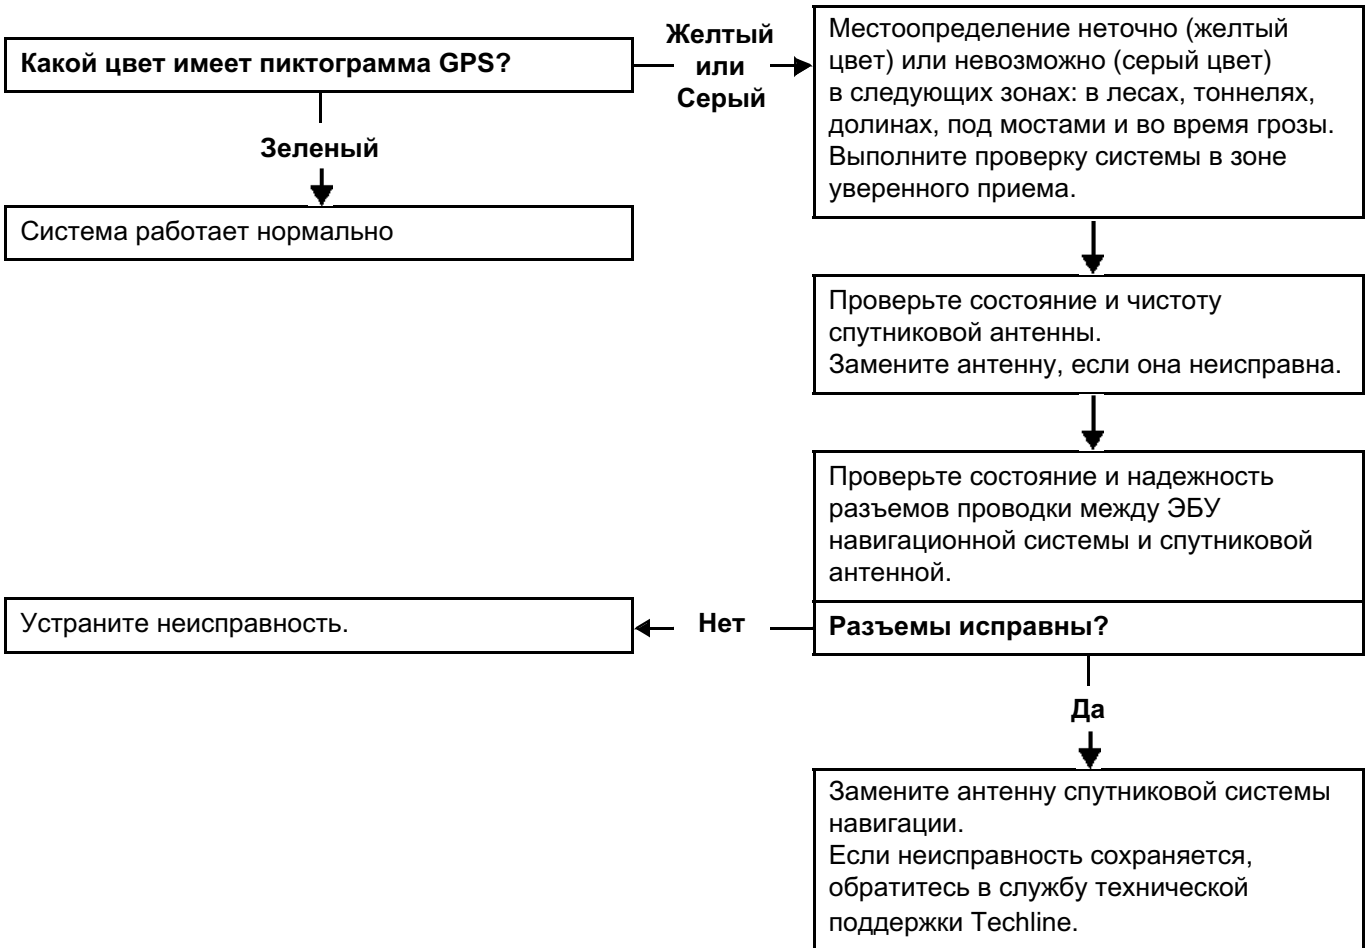 Какой цвет имеет пиктограмма GPS?
Желтый
или
Серый
Местоопределение неточно (желтый
цвет) или невозможно (серый цвет)
в следующих зонах: в лесах, тоннелях,
долинах, под мостами и во время грозы.
Выполните проверку системы в зоне
уверенного приема.
Зеленый
Система работает нормально
Проверьте состояние и чистоту
спутниковой антенны.
Замените антенну, если она неисправна.
Проверьте состояние и надежность
разъемов проводки между ЭБУ
навигационной системы и спутниковой
антенной.
Разъемы исправны?
Нет
Устраните неисправность.
Да
Замените антенну спутниковой системы
навигации.
Если неисправность сохраняется,
обратитесь в службу технической
поддержки Techline.